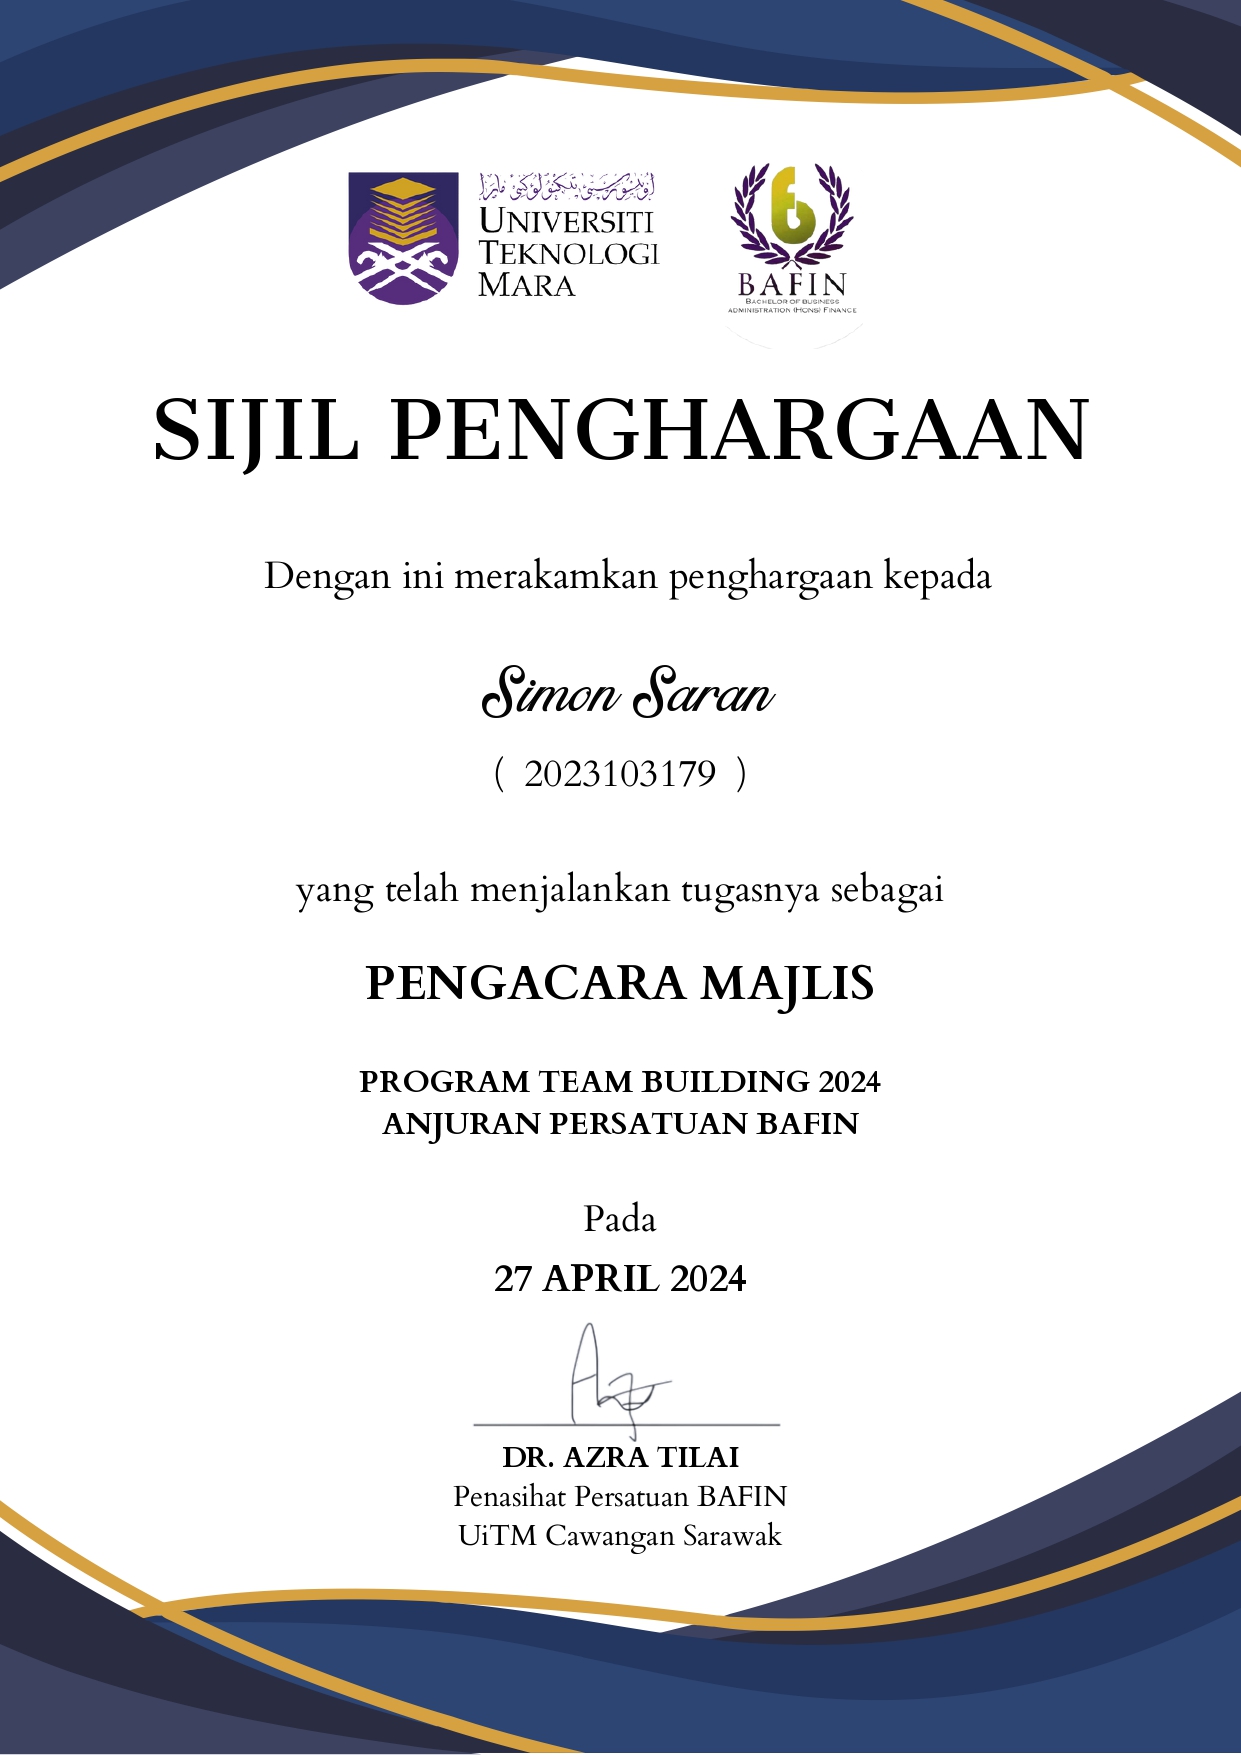 اونيۏرسيتي تيكنولوڬي مارا
UNIVERSITI
TEKNOLOGI
MARA
BAFIN
BACHELOR OF BUSINESS
ADMINISTRATION (HONS) FINANCE
SIJIL PENGHARGAAN
Dengan ini merakamkan penghargaan kepada
Simon Saran
( 2023103179 )
yang telah menjalankan tugasnya sebagai
PENGACARA MAJLIS
PROGRAM TEAM BUILDING 2024
ANJURAN PERSATUAN BAFIN
Pada
27 APRIL 2024
DR. AZRA TILAI
Penasihat Persatuan BAFIN
UiTM Cawangan Sarawak